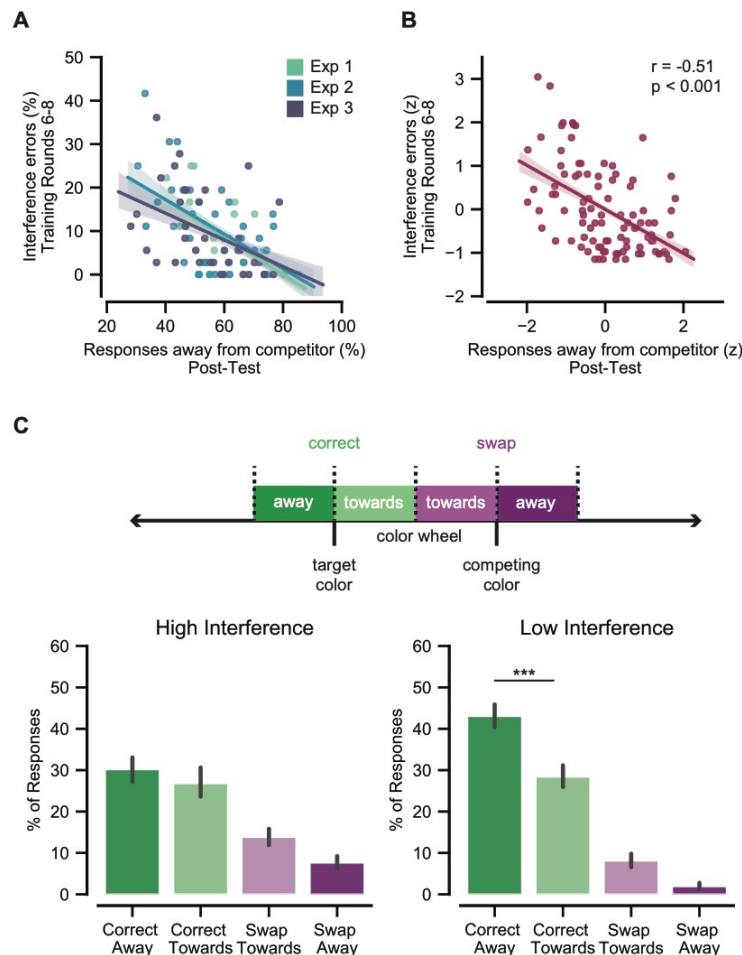 A
B
50
40
30
20
10
0
Interference errors (%)
Training Rounds 6-8
Exp 1
Exp 2
Exp 3
20 40 60 80 100
Responses away from competitor (%)
Post-Test
r = -0.51
p < 0.001
3
2
1
0
−1
−2
Interference errors (z)
Training Rounds 6-8
−2 0 2
Responses away from competitor (z)
Post-Test
C
correct swap
away towards towards away
color wheel
target
color
competing
color
High Interference
60
50
40
30
20
10
0
% of Responses
Correct
Away
Correct
Towards
Swap
Towards
Swap
Away
Low Interference
60
50
40
30
20
10
0
% of Responses
***
Correct
Away
Correct
Towards
Swap
Towards
Swap
Away